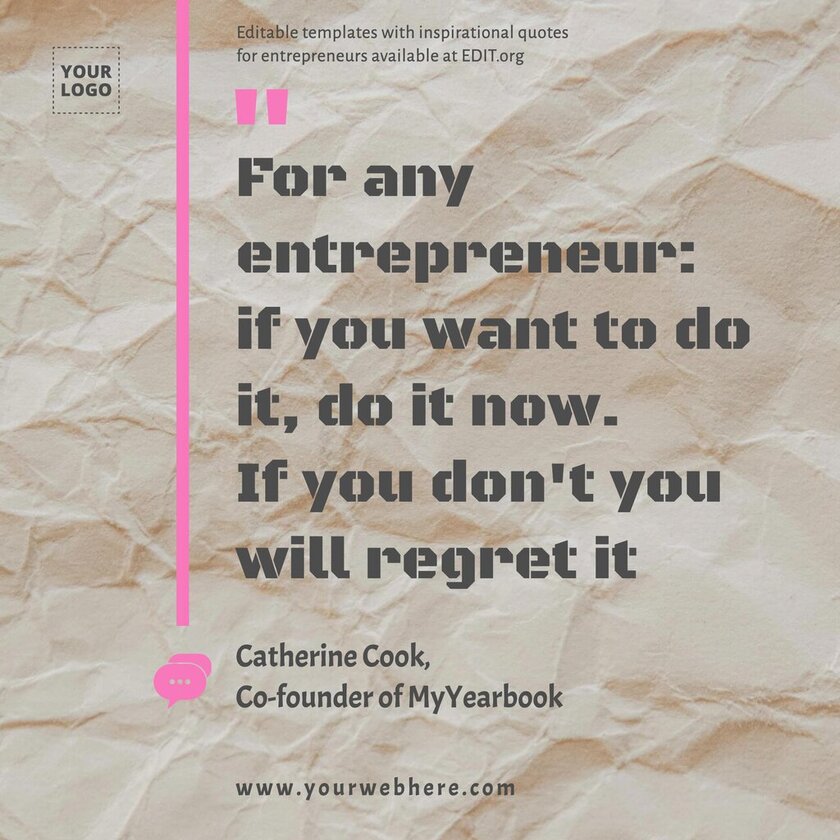 Editable templates with inspirational quotes
for entrepreneurs available at EDIT.org
YOUR
LOGO
"
For any
entrepreneur:
if you want to do
it, do it now.
If you don't you
will regret it
Catherine Cook,
Co-founder of MyYearbook
www.yourwebhere.com